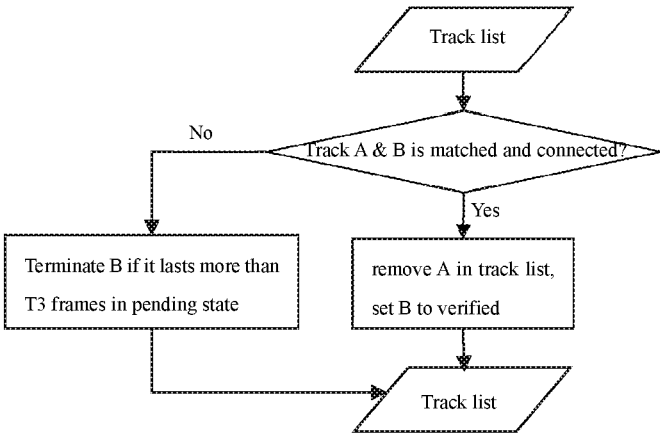 Track list
No
Track A & B is matched and connected?
Yes
Terminate B if it lasts more than
T3 frames in pending state
remove A in track list,
set B to verified
Track list